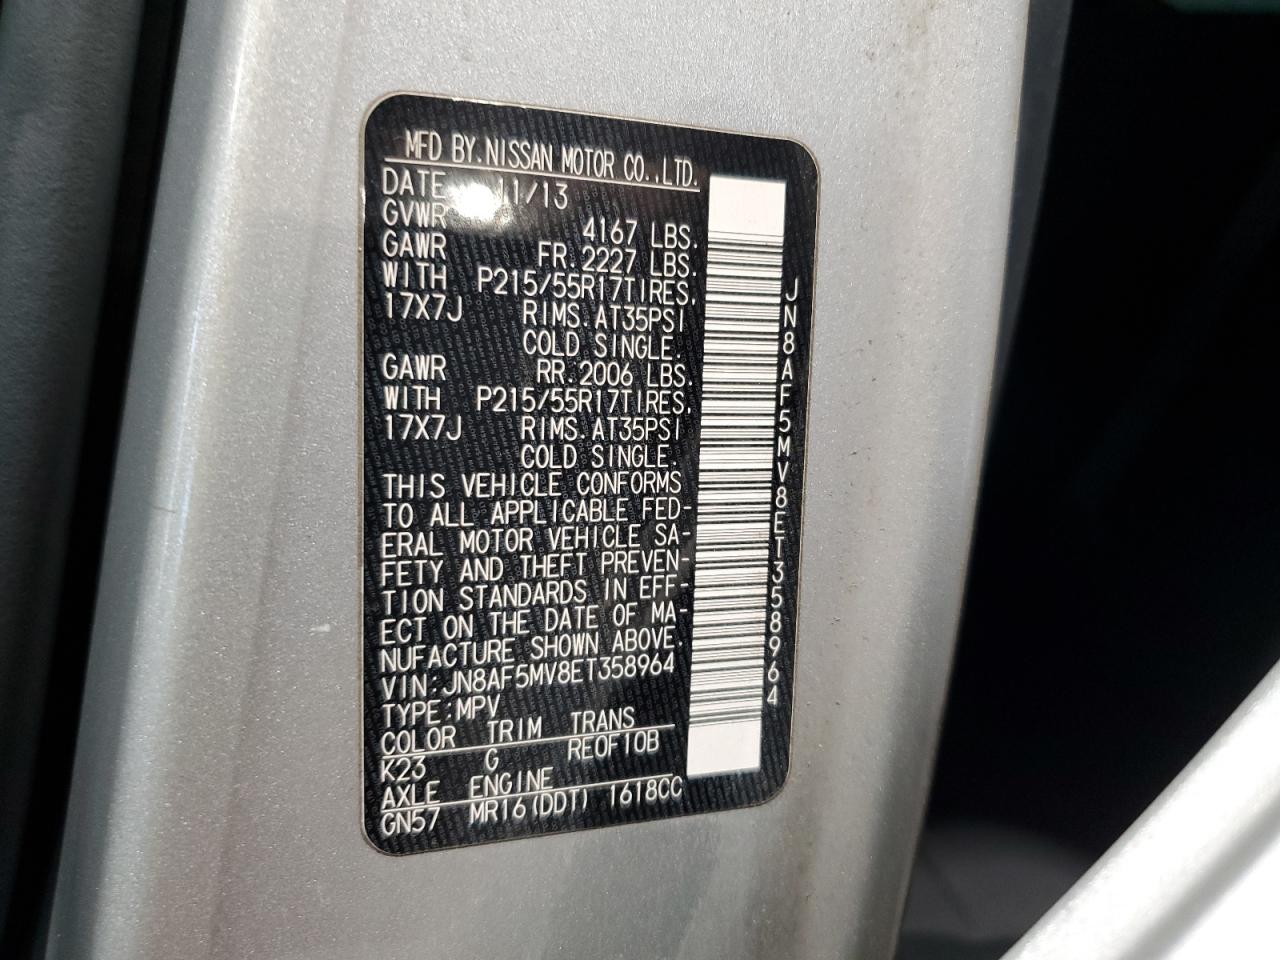 MFD BY.NISSAN MOTOR CO.,LTD.
DATE 11/13
GVWR 4167 LBS.
GAWR FR.2227 LBS.
WITH P215/55R17TIRES,
17X7J RIMS.AT35PSI
COLD SINGLE.
GAWR RR.2006 LBS.
WITH P215/55R17TIRES,
17X7J RIMS.AT35PSI
COLD SINGLE.
THIS VEHICLE CONFORMS
TO ALL APPLICABLE FED-
ERAL MOTOR VEHICLE SA-
FETY AND THEFT PREVEN-
TION STANDARDS IN EFF-
ECT ON THE DATE OF MA-
NUFACTURE SHOWN ABOVE.
VIN:JN8AF5MV8ET358964
TYPE:MPV
COLOR TRIM TRANS
K23 G RE0F10B
AXLE ENGINE
GN57 MR16(DDT) 1618CC
JN8AF5MV8ET358964